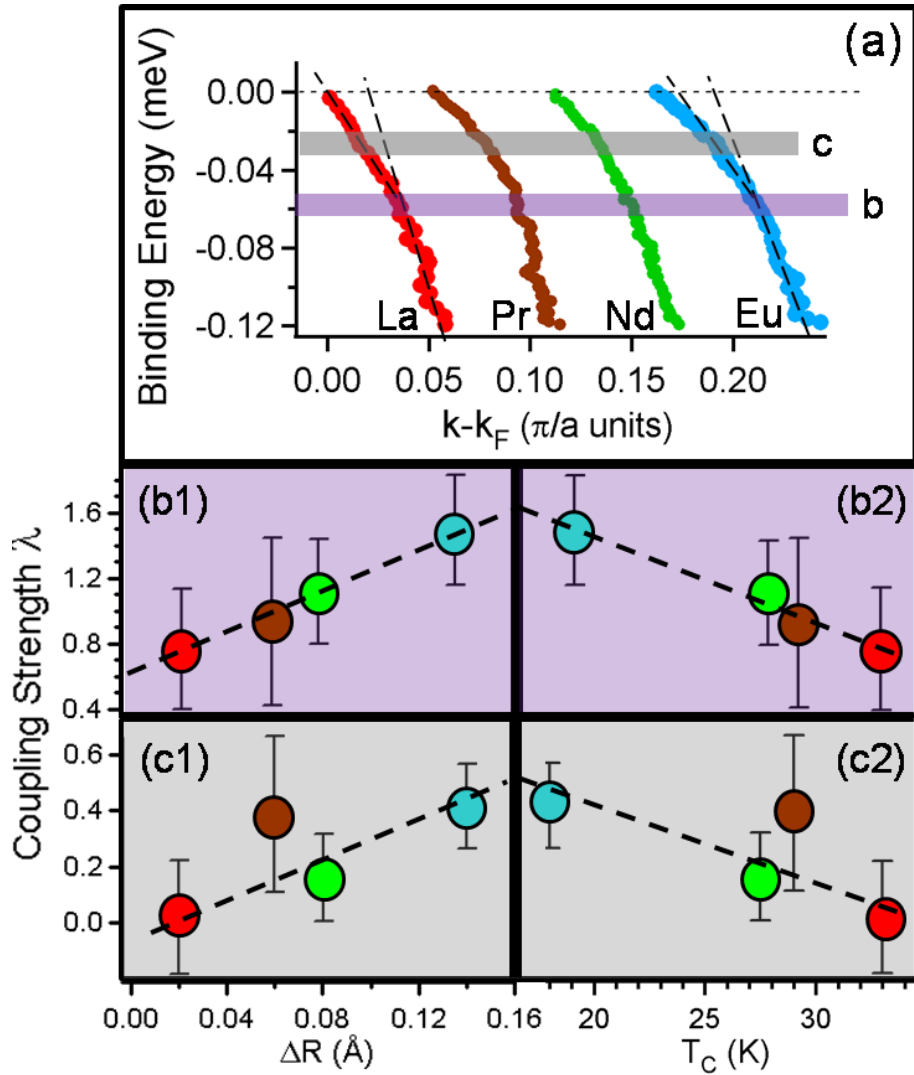 (a)
Binding Energy (meV)
0.00
-0.04
-0.08
-0.12
c
b
La
Pr
Nd
Eu
0.00
0.05
0.10
0.15
0.20
k-k_F (π/a units)
Coupling Strength λ
(b1)
(b2)
1.6
1.2
0.8
0.4
(c1)
(c2)
0.6
0.4
0.2
0.0
0.00
0.04
0.08
0.12
0.16
20
25
30
ΔR (Å)
T_C (K)